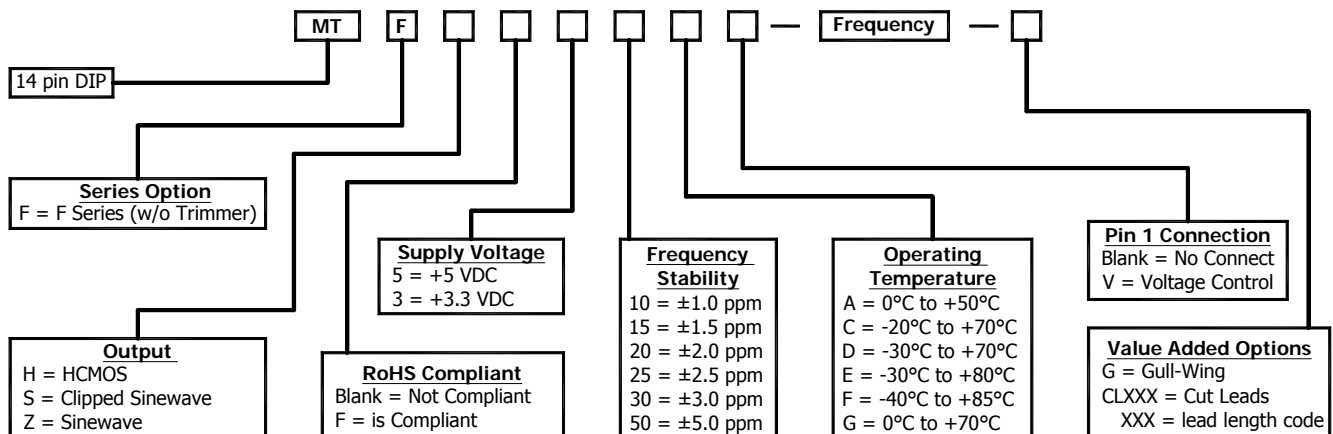 MT F — Frequency —
14 pin DIP
Series Option
F = F Series (w/o Trimmer)
Output
H = HCMOS
S = Clipped Sinewave
Z = Sinewave
RoHS Compliant
Blank = Not Compliant
F = is Compliant
Supply Voltage
5 = +5 VDC
3 = +3.3 VDC
Frequency
Stability
10 = ±1.0 ppm
15 = ±1.5 ppm
20 = ±2.0 ppm
25 = ±2.5 ppm
30 = ±3.0 ppm
50 = ±5.0 ppm
Operating
Temperature
A = 0°C to +50°C
C = -20°C to +70°C
D = -30°C to +70°C
E = -30°C to +80°C
F = -40°C to +85°C
G = 0°C to +70°C
Pin 1 Connection
Blank = No Connect
V = Voltage Control
Value Added Options
G = Gull-Wing
CLXXX = Cut Leads
XXX = lead length code